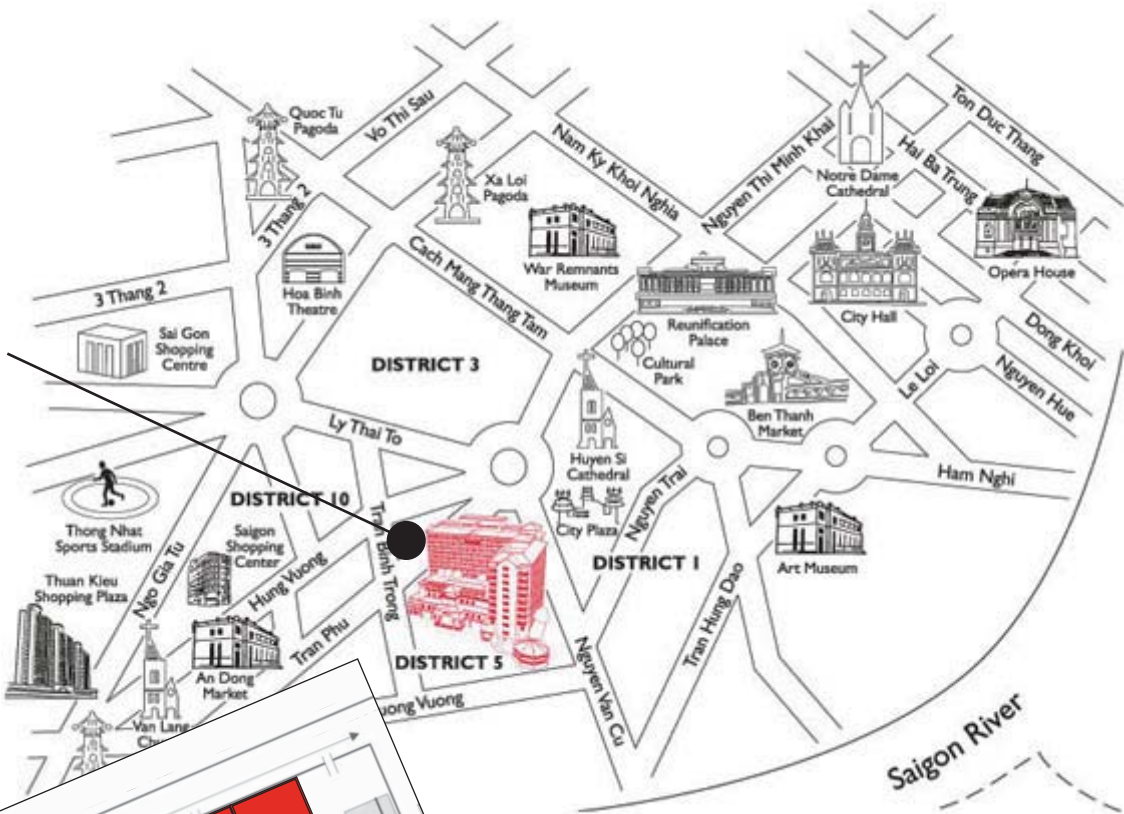 Quoc Tu
Pagoda
Vo Thi Sau
Ton Duc Thang
Nam Ky Khoi Nghia
Nguyen Thi Minh Khai
Hai Ba Trung
Notre Dame
Cathedral
Xa Loi
Pagoda
3 Thang 2
Cach Mang Thang Tam
War Remnants
Museum
Opera House
3 Thang 2
Hoa Binh
Theatre
City Hall
Reunification
Palace
Sai Gon
Shopping
Centre
Cultural
Park
Dong Khoi
DISTRICT 3
Le Loi
Nguyen Hue
Ben Thanh
Market
Ly Thai To
Huyen Si
Cathedral
Nguyen Trai
Ham Nghi
DISTRICT 10
Tran Binh Trong
City Plaza
Thong Nhat
Sports Stadium
Saigon
Shopping
Center
DISTRICT 1
Art Museum
Thuan Kieu
Shopping Plaza
Ngo Gia Tu
Hung Vuong
Tran Hung Dao
Tran Phu
DISTRICT 5
Nguyen Van Cu
An Dong
Market
uong Vuong
Van Lang
Saigon River